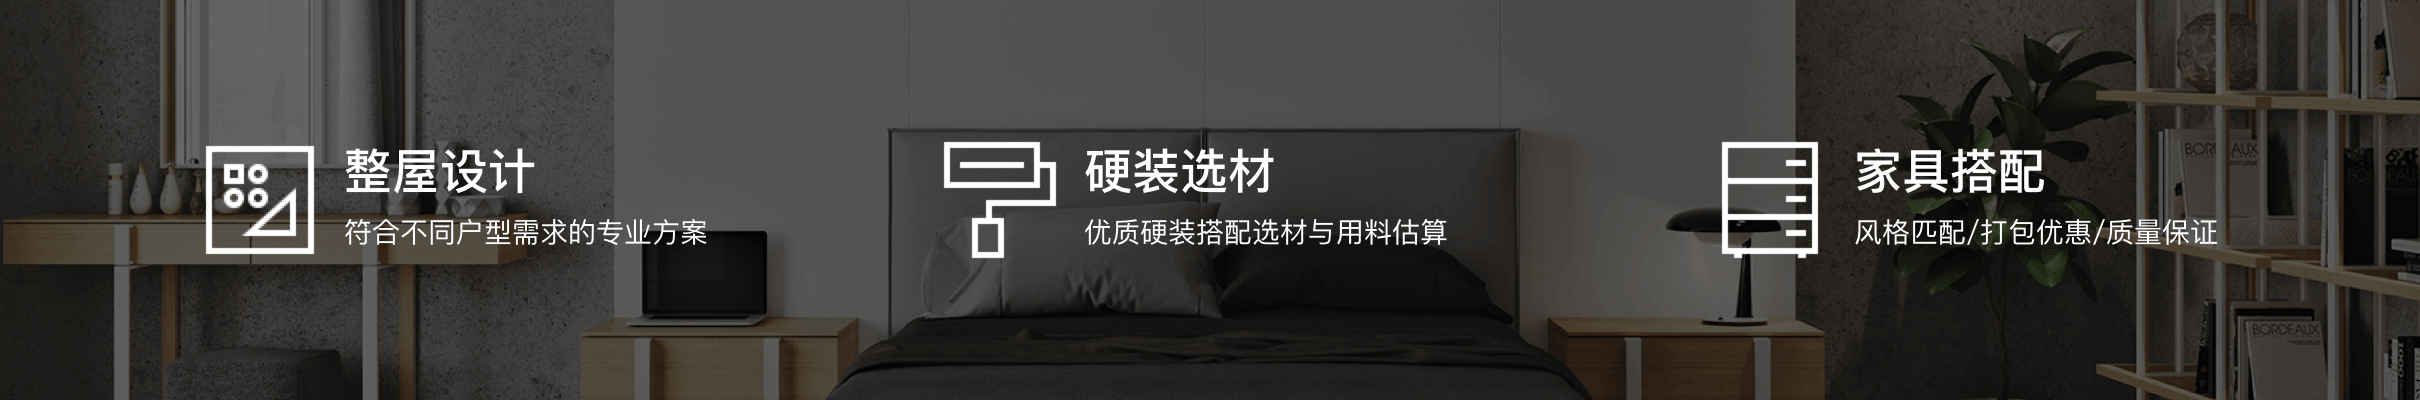 整屋设计
符合不同户型需求的专业方案
硬装选材
优质硬装搭配选材与用料估算
家具搭配
风格匹配/打包优惠/质量保证
BORDEAUX
BORDEAUX